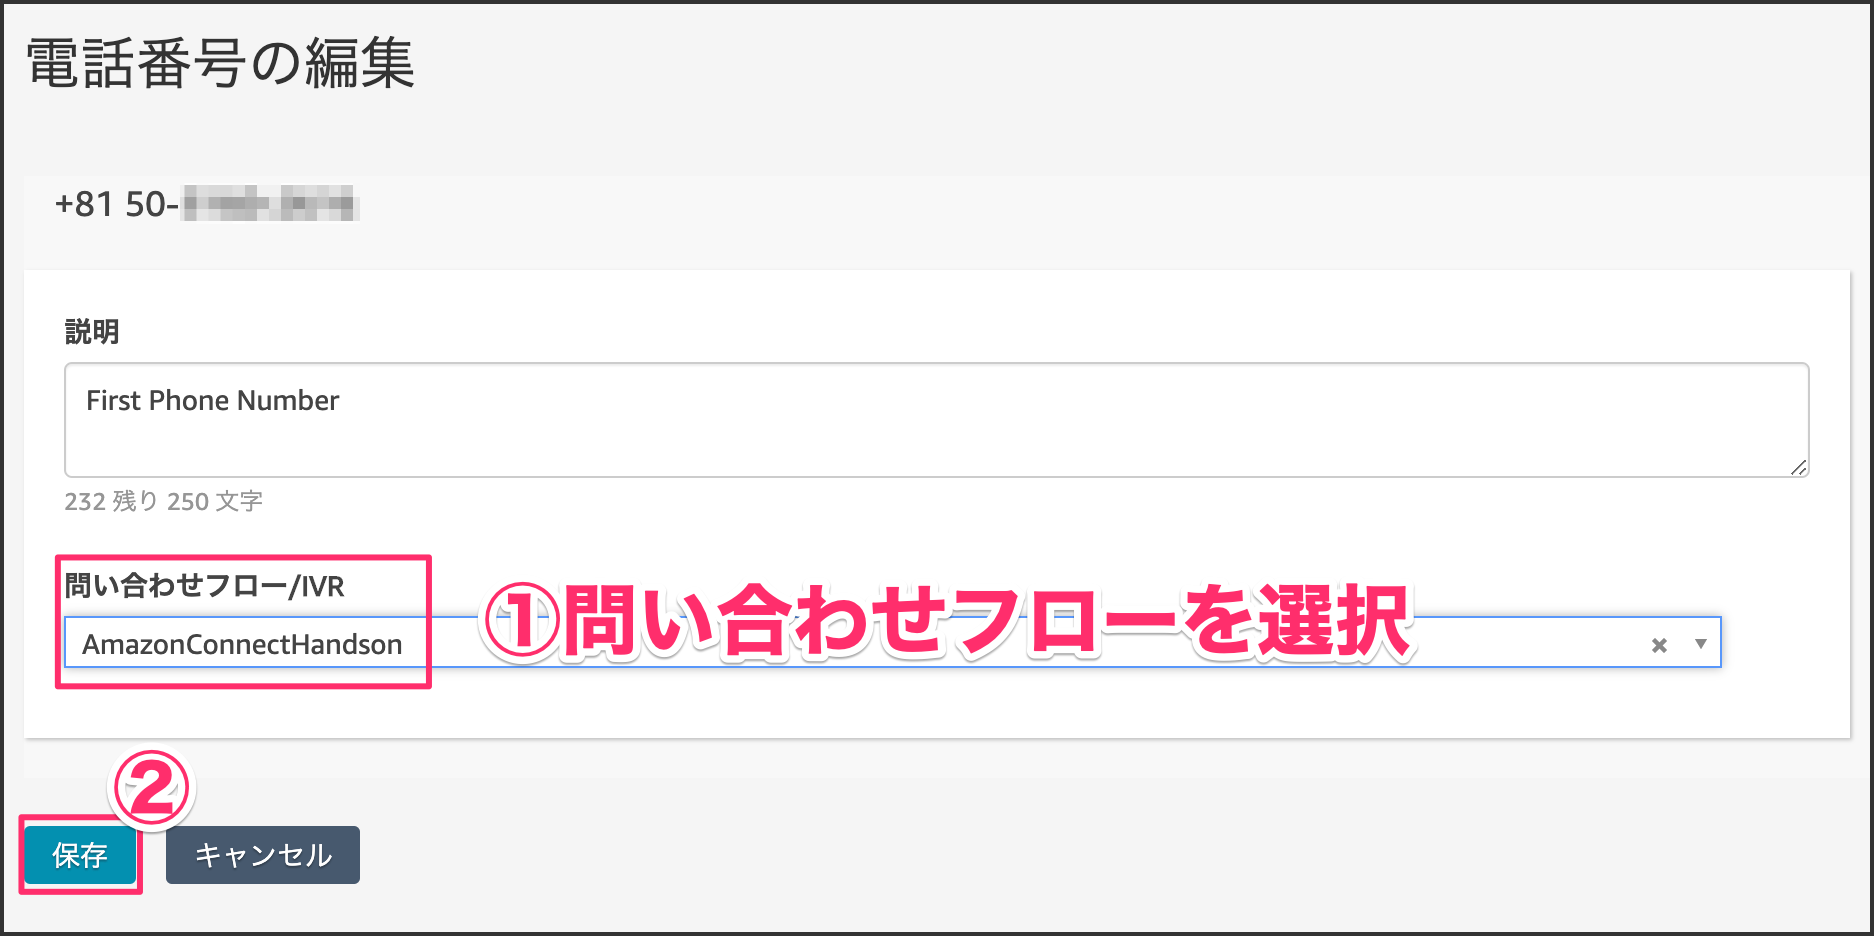 電話番号の編集
+81 50-
説明
First Phone Number
232 残り 250 文字
問い合わせフロー/IVR
AmazonConnectHandson
①問い合わせフローを選択
②
保存
キャンセル